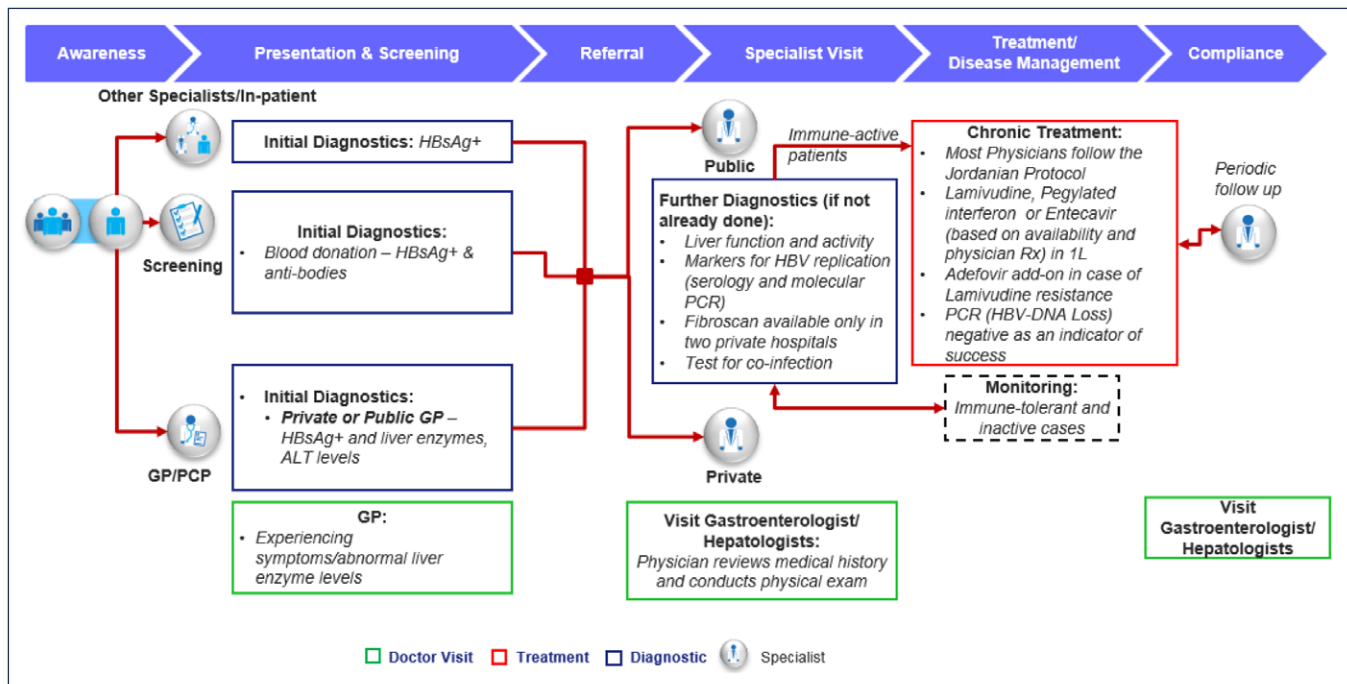 Awareness
Presentation & Screening
Referral
Specialist Visit
Treatment/
Disease Management
Compliance
Other Specialists/In-patient
Initial Diagnostics: HBsAg+
Screening
Initial Diagnostics:
• Blood donation – HBsAg+ &
anti-bodies
GP/PCP
• Initial Diagnostics:
• Private or Public GP –
HBsAg+ and liver enzymes,
ALT levels
GP:
• Experiencing
symptoms/abnormal liver
enzyme levels
Public
Immune-active
patients
Further Diagnostics (if not
already done):
• Liver function and activity
• Markers for HBV replication
(serology and molecular
PCR)
• Fibroscan available only in
two private hospitals
• Test for co-infection
Private
Visit Gastroenterologist/
Hepatologists:
Physician reviews medical history
and conducts physical exam
Chronic Treatment:
• Most Physicians follow the
Jordanian Protocol
• Lamivudine, Pegylated
interferon or Entecavir
(based on availability and
physician Rx) in 1L
• Adefovir add-on in case of
Lamivudine resistance
• PCR (HBV-DNA Loss)
negative as an indicator of
success
Monitoring:
Immune-tolerant and
inactive cases
Periodic
follow up
Visit
Gastroenterologist/
Hepatologists
Doctor Visit
Treatment
Diagnostic
Specialist